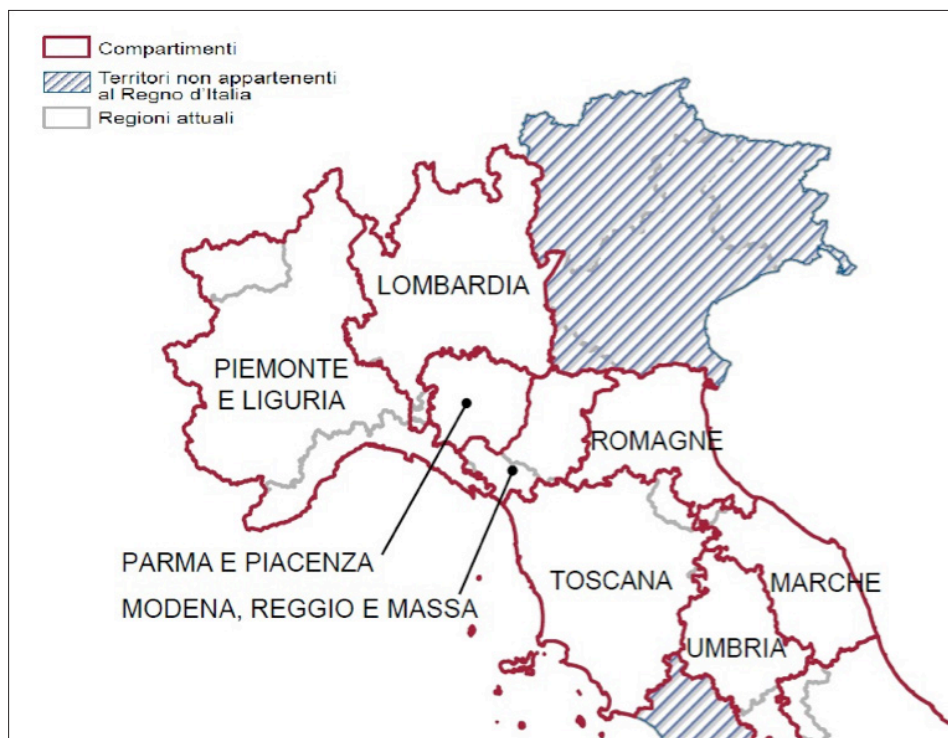 Compartimenti
Territori non appartenenti
al Regno d'Italia
Regioni attuali
LOMBARDIA
PIEMONTE
E LIGURIA
ROMAGNE
PARMA E PIACENZA
TOSCANA
MARCHE
MODENA, REGGIO E MASSA
UMBRIA